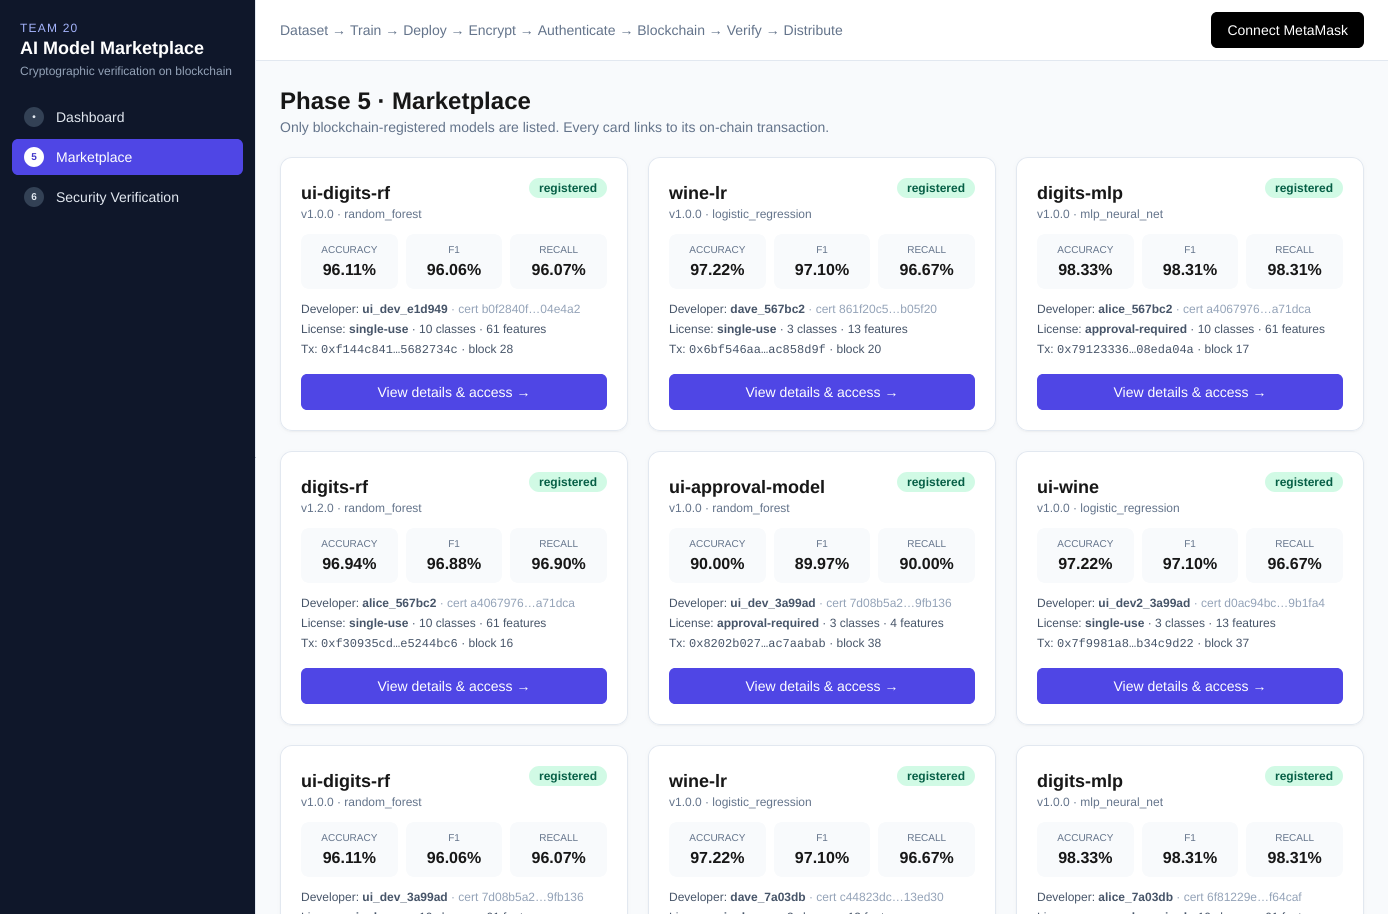 TEAM 20
AI Model Marketplace
Cryptographic verification on blockchain
Dashboard
5 Marketplace
6 Security Verification
Dataset → Train → Deploy → Encrypt → Authenticate → Blockchain → Verify → Distribute
Connect MetaMask
Phase 5 · Marketplace
Only blockchain-registered models are listed. Every card links to its on-chain transaction.
ui-digits-rf
registered
v1.0.0 · random_forest
ACCURACY F1 RECALL
96.11% 96.06% 96.07%
Developer: ui_dev_e1d949 · cert b0f2840f…04e4a2
License: single-use · 10 classes · 61 features
Tx: 0xf144c841…5682734c · block 28
View details & access →
wine-lr
registered
v1.0.0 · logistic_regression
ACCURACY F1 RECALL
97.22% 97.10% 96.67%
Developer: dave_567bc2 · cert 861f20c5…b05f20
License: single-use · 3 classes · 13 features
Tx: 0x6bf546aa…ac858d9f · block 20
View details & access →
digits-mlp
registered
v1.0.0 · mlp_neural_net
ACCURACY F1 RECALL
98.33% 98.31% 98.31%
Developer: alice_567bc2 · cert a4067976…a71dca
License: approval-required · 10 classes · 61 features
Tx: 0x79123336…08eda04a · block 17
View details & access →
digits-rf
registered
v1.2.0 · random_forest
ACCURACY F1 RECALL
96.94% 96.88% 96.90%
Developer: alice_567bc2 · cert a4067976…a71dca
License: single-use · 10 classes · 61 features
Tx: 0xf30935cd…e5244bc6 · block 16
View details & access →
ui-approval-model
registered
v1.0.0 · random_forest
ACCURACY F1 RECALL
90.00% 89.97% 90.00%
Developer: ui_dev_3a99ad · cert 7d08b5a2…9fb136
License: approval-required · 3 classes · 4 features
Tx: 0x8202b027…ac7aabab · block 38
View details & access →
ui-wine
registered
v1.0.0 · logistic_regression
ACCURACY F1 RECALL
97.22% 97.10% 96.67%
Developer: ui_dev2_3a99ad · cert d0ac94bc…9b1fa4
License: single-use · 3 classes · 13 features
Tx: 0x7f9981a8…b34c9d22 · block 37
View details & access →
ui-digits-rf
registered
v1.0.0 · random_forest
ACCURACY F1 RECALL
96.11% 96.06% 96.07%
Developer: ui_dev_3a99ad · cert 7d08b5a2…9fb136
wine-lr
registered
v1.0.0 · logistic_regression
ACCURACY F1 RECALL
97.22% 97.10% 96.67%
Developer: dave_7a03db · cert c44823dc…13ed30
digits-mlp
registered
v1.0.0 · mlp_neural_net
ACCURACY F1 RECALL
98.33% 98.31% 98.31%
Developer: alice_7a03db · cert 6f81229e…f64caf